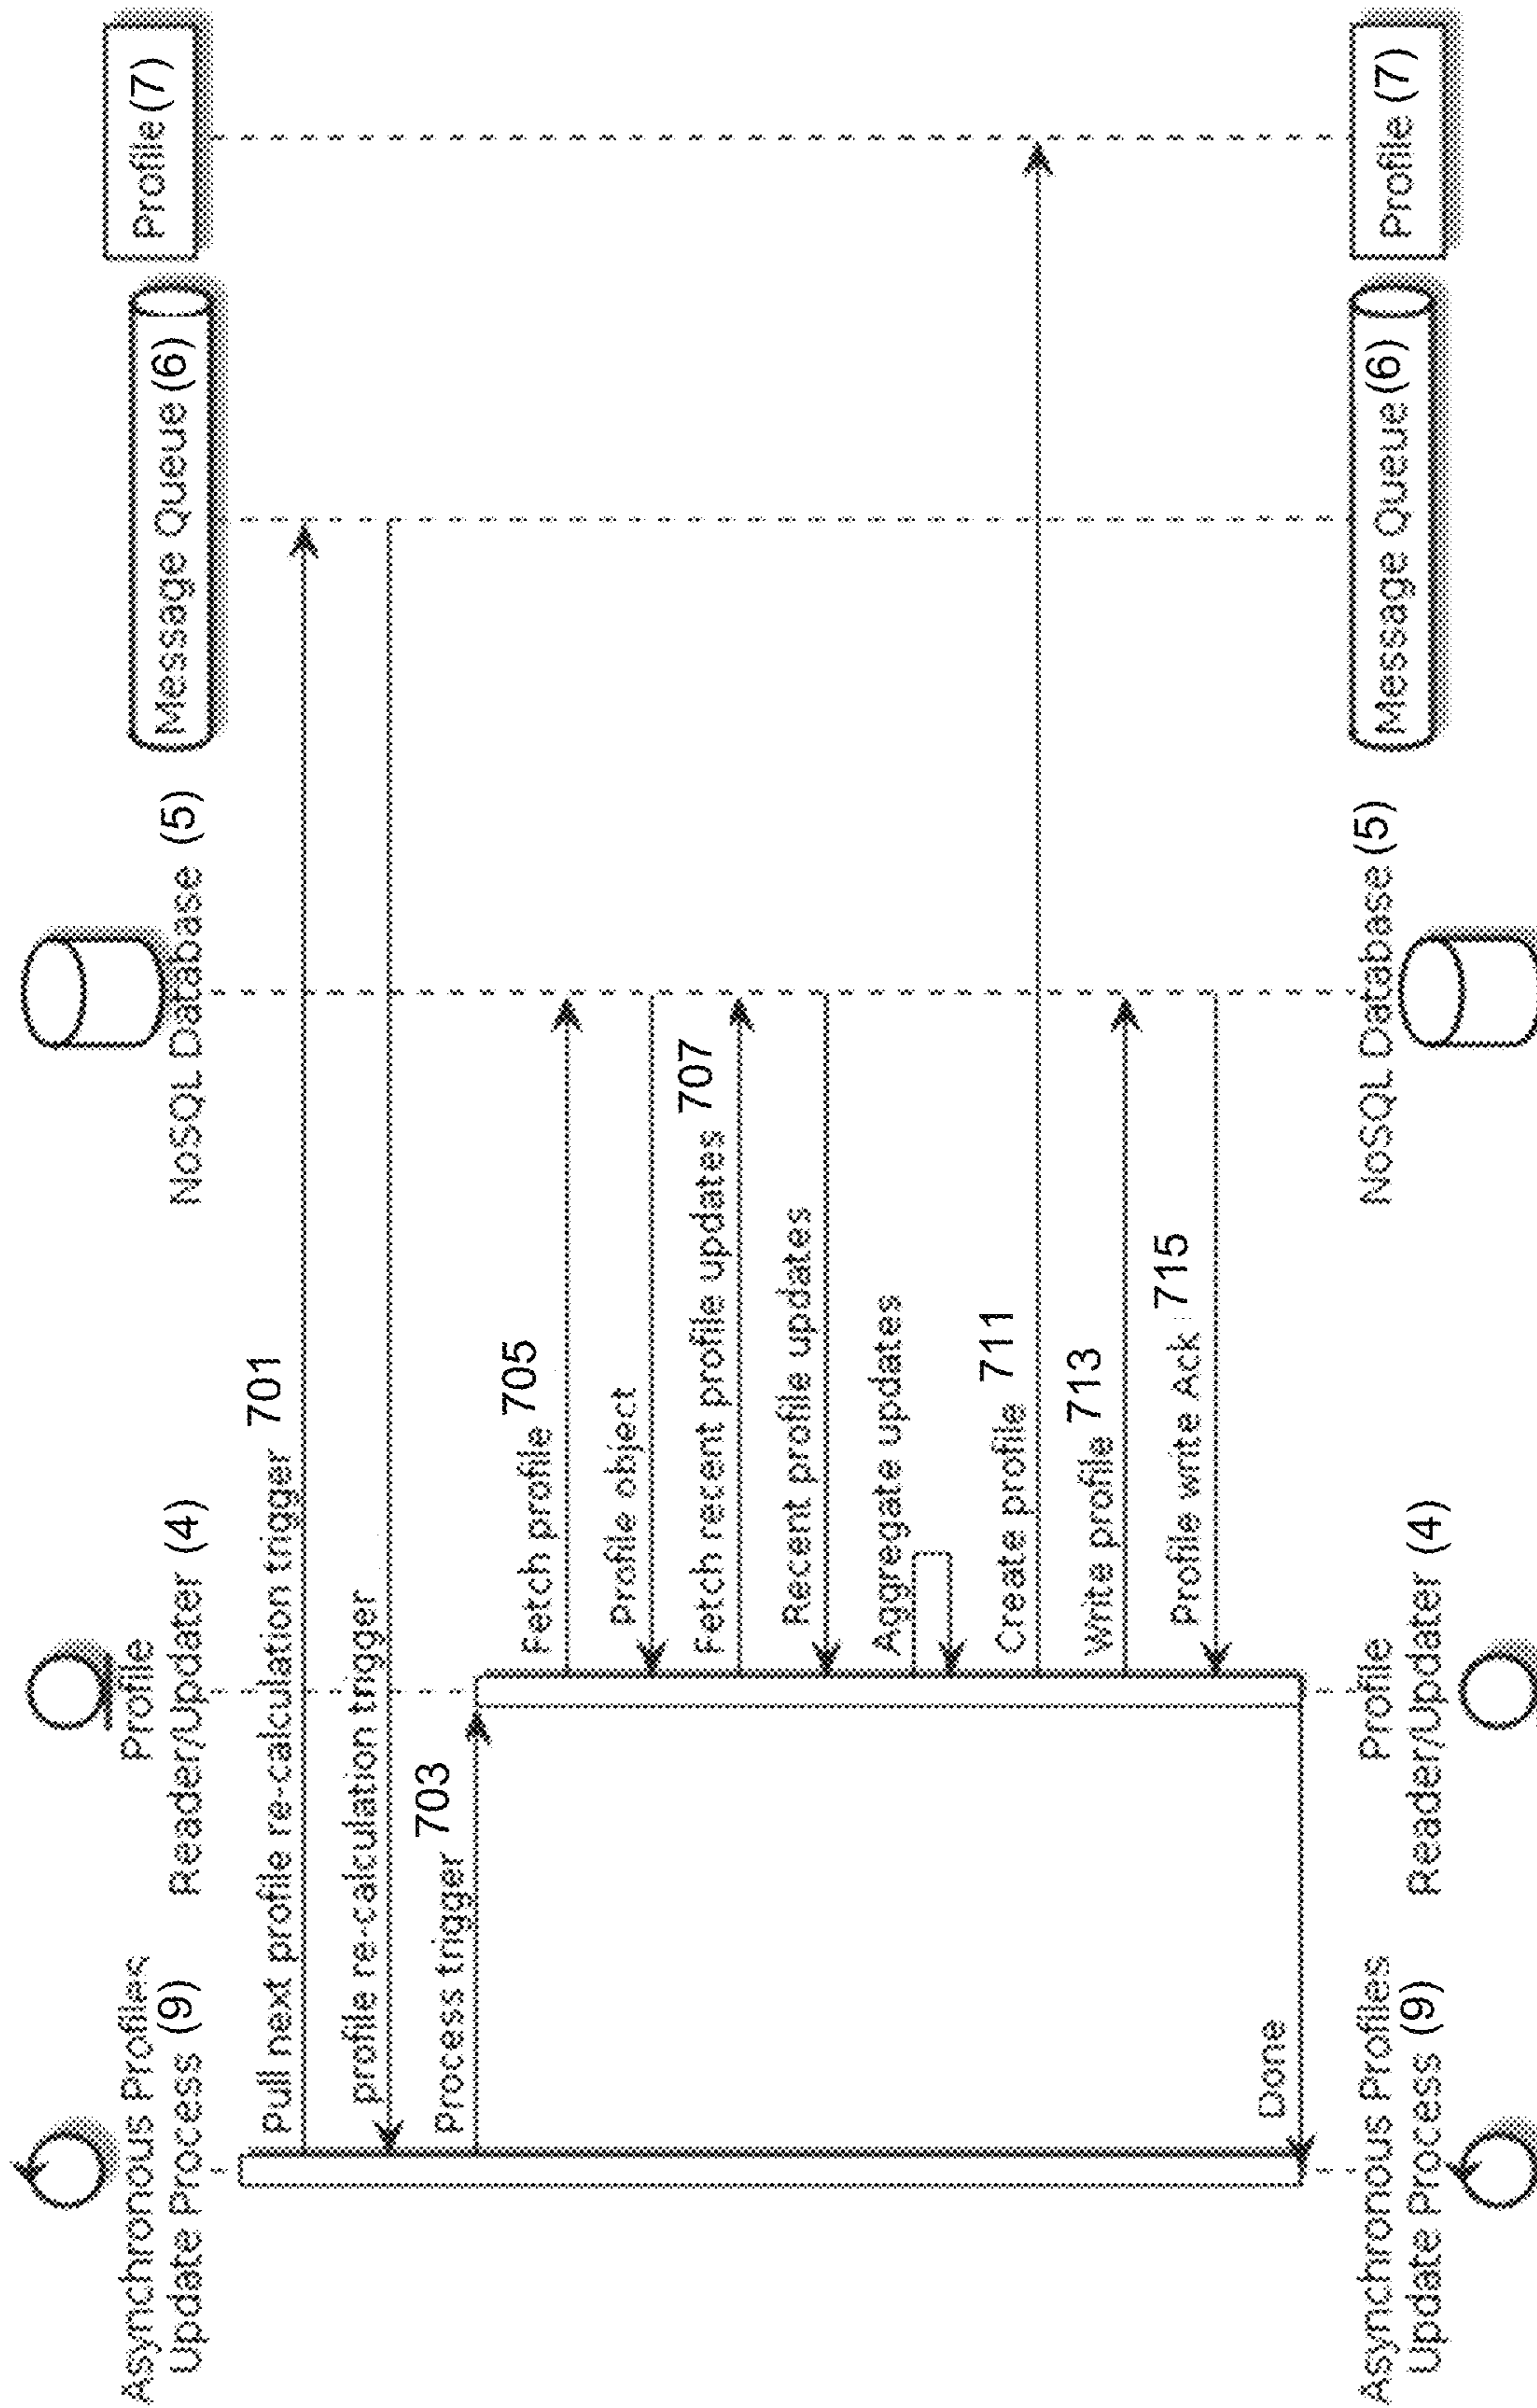 Asynchronous Profiles
Update Process (9)
Profile
Reader/Updater (4)
NoSQL Database (5)
Message Queue (6)
Profile (7)
Pull next profile re-calculation trigger 701
profile re-calculation trigger
Process trigger 703
Fetch profile 705
Profile object
Fetch recent profile updates 707
Recent profile updates
Aggregate updates
Create profile 711
Write profile 713
Profile write Ack 715
Done
Asynchronous Profiles
Update Process (9)
Profile
Reader/Updater (4)
NoSQL Database (5)
Message Queue (6)
Profile (7)